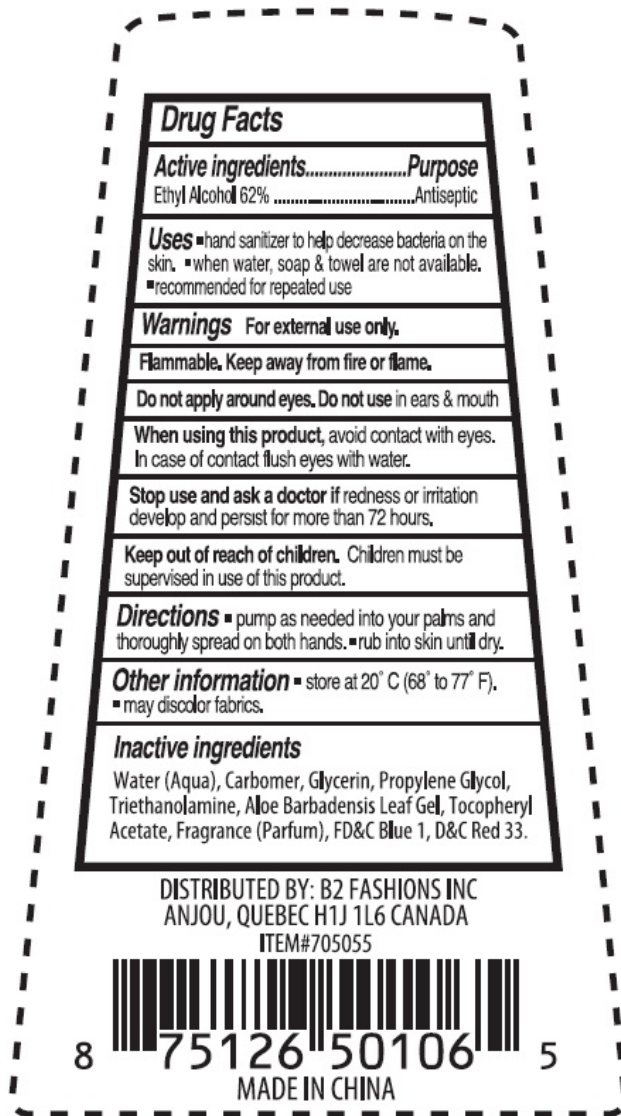 Drug Facts
Active ingredients......................Purpose
Ethyl Alcohol 62% ................................Antiseptic
Uses ▪hand sanitizer to help decrease bacteria on the
skin. ▪when water, soap & towel are not available.
▪recommended for repeated use
Warnings For external use only.
Flammable. Keep away from fire or flame.
Do not apply around eyes. Do not use in ears & mouth
When using this product, avoid contact with eyes.
In case of contact flush eyes with water.
Stop use and ask a doctor if redness or irritation
develop and persist for more than 72 hours.
Keep out of reach of children. Children must be
supervised in use of this product.
Directions ▪ pump as needed into your palms and
thoroughly spread on both hands. ▪rub into skin until dry.
Other information ▪ store at 20° C (68° to 77° F).
▪ may discolor fabrics.
Inactive ingredients
Water (Aqua), Carbomer, Glycerin, Propylene Glycol,
Triethanolamine, Aloe Barbadensis Leaf Gel, Tocopheryl
Acetate, Fragrance (Parfum), FD&C Blue 1, D&C Red 33.
DISTRIBUTED BY: B2 FASHIONS INC
ANJOU, QUEBEC H1J 1L6 CANADA
ITEM#705055
8 75126 50106 5
MADE IN CHINA